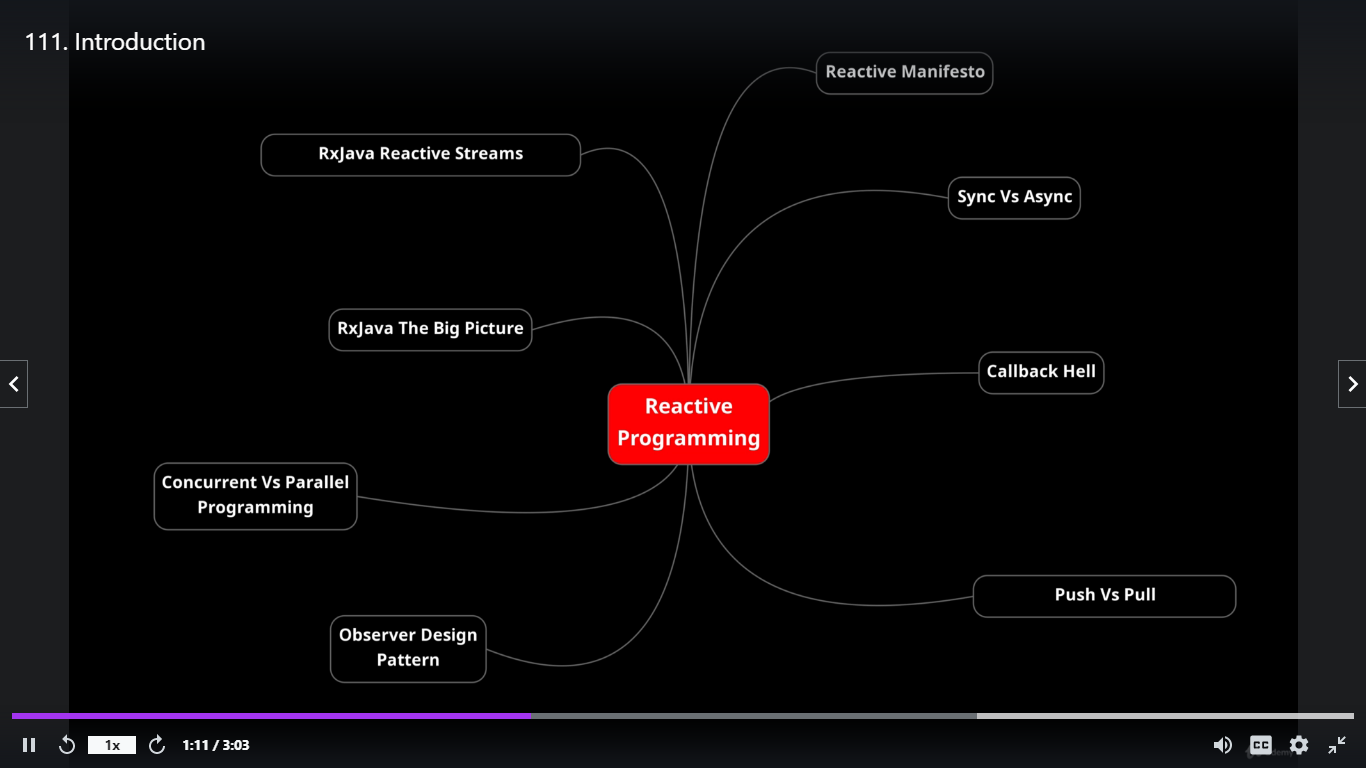 111. Introduction
Reactive Manifesto
RxJava Reactive Streams
Sync Vs Async
RxJava The Big Picture
Callback Hell
Reactive
Programming
Concurrent Vs Parallel
Programming
Push Vs Pull
Observer Design
Pattern
1x
1:11 / 3:03
CC